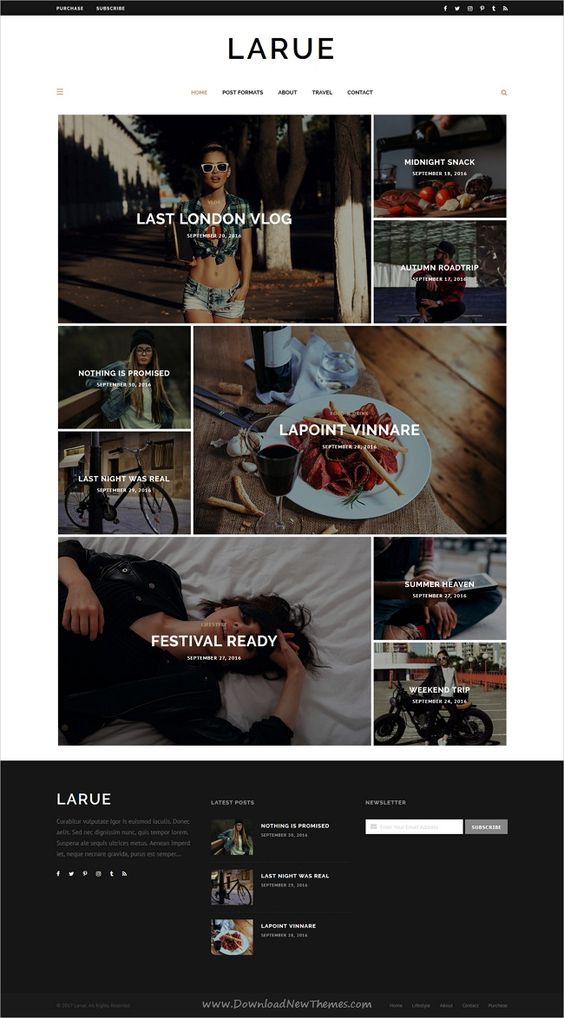 PURCHASE SUBSCRIBE
LARUE
HOME POST FORMATS ABOUT TRAVEL CONTACT
VLOG
LAST LONDON VLOG
SEPTEMBER 20, 2016
MIDNIGHT SNACK
SEPTEMBER 18, 2016
AUTUMN ROADTRIP
SEPTEMBER 17, 2016
NOTHING IS PROMISED
SEPTEMBER 30, 2016
LAST NIGHT WAS REAL
SEPTEMBER 29, 2016
FOOD & DRINK
LAPOINT VINNARE
SEPTEMBER 28, 2016
LIFESTYLE
FESTIVAL READY
SEPTEMBER 27, 2016
SUMMER HEAVEN
SEPTEMBER 27, 2016
WEEKEND TRIP
SEPTEMBER 24, 2016
LARUE
Curabitur vulputate igor is euismod iaculis. Donec
aelis. Sed nec dignissim nunc, quis tempor lorem.
Suspena ale sequis ultrices metus. Aenean imperd
iet, neque necnare gravida, purus est semper...
LATEST POSTS
NOTHING IS PROMISED
SEPTEMBER 30, 2016
LAST NIGHT WAS REAL
SEPTEMBER 29, 2016
LAPOINT VINNARE
SEPTEMBER 28, 2016
NEWSLETTER
Enter Your Email Address
SUBSCRIBE
© 2017 Larue. All Rights Reserved
www.DownloadNewThemes.com
Home Lifestyle About Contact Purchase